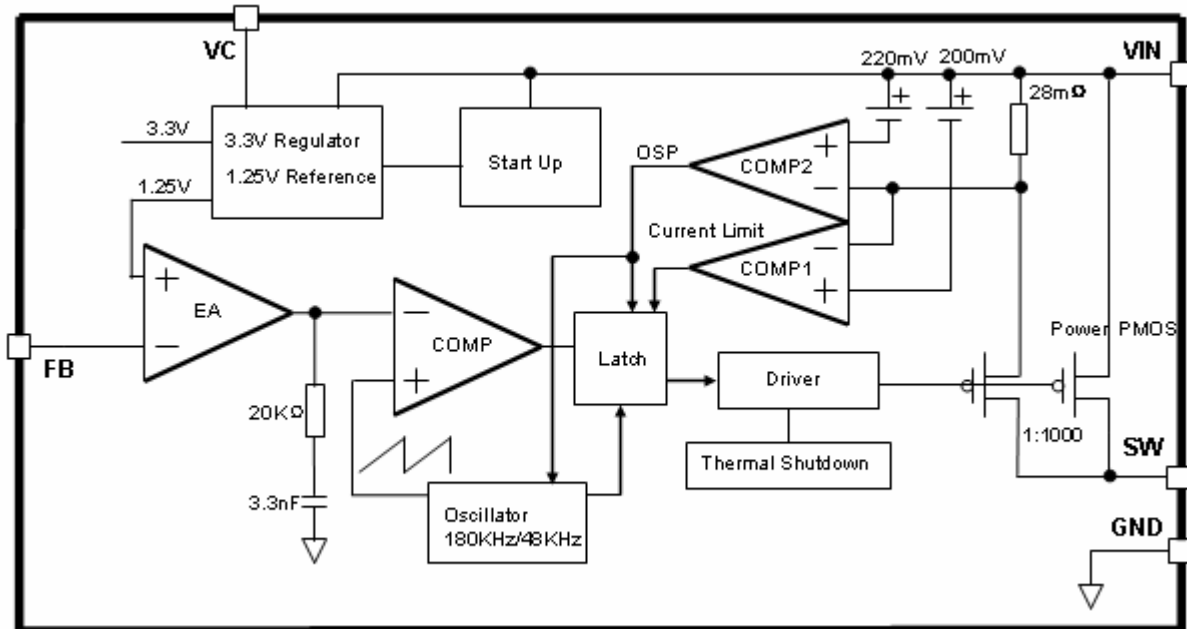 VC
220mV 200mV
VIN
28mΩ
3.3V
3.3V Regulator
1.25V Reference
Start Up
OSP
+
+
+
COMP2
−
1.25V
Current Limit
−
COMP1
+
+
EA
−
−
COMP
+
Latch
Power PMOS
FB
Driver
20KΩ
1:1000
SW
Thermal Shutdown
3.3nF
Oscillator
180KHz/48KHz
GND